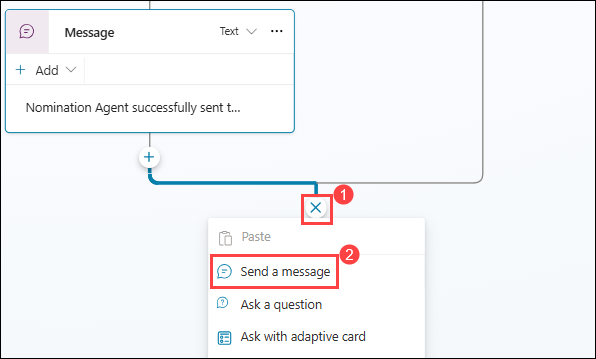 Message
Text
Add
Nomination Agent successfully sent t...
1
Paste
2
Send a message
Ask a question
Ask with adaptive card